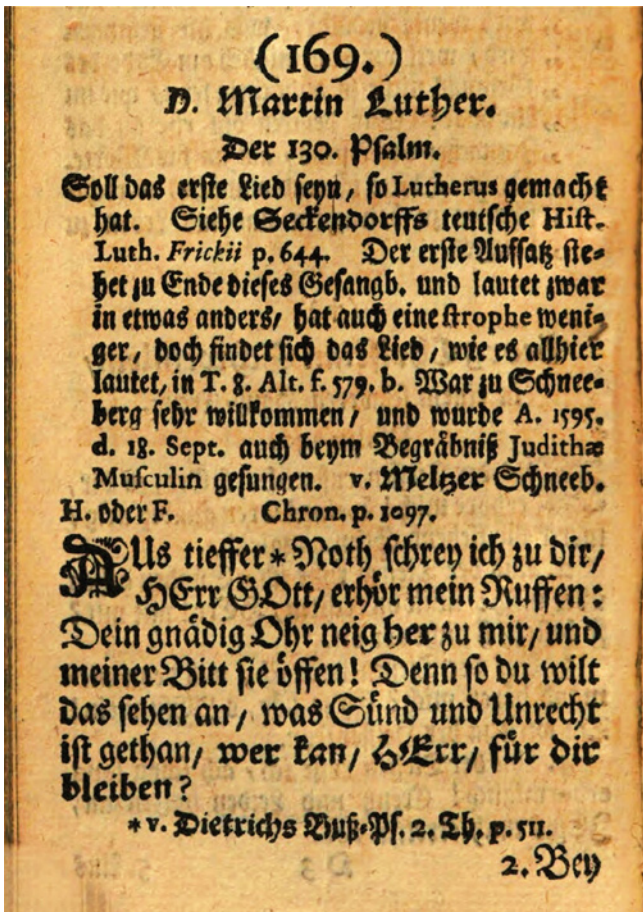 (169.)
D. Martin Luther.
Der 130. Psalm.
Soll das erste Lied seyn, so Lutherus gemacht
hat. Siehe Seckendorffs teutsche Hist.
Luth. Frickii p. 644. Der erste Auffatz ste-
het zu Ende dieses Gesangb. und lautet zwar
in etwas anders/ hat auch eine strophe weni-
ger, doch findet sich das Lied, wie es allhier
lautet, in T. 8. Alt. f. 579. b. War zu Schnee-
berg sehr willkommen, und wurde A. 1595.
d. 18. Sept. auch beym Begräbniß Judithæ
Musculin gesungen. v. Meltzer Schneeb.
H. oder F. Chron. p. 1097.
AUs tieffer * Noth schrey ich zu dir/
HErr GOtt/ erhör mein Ruffen:
Dein gnädig Ohr neig her zu mir/ und
meiner Bitt sie öffen! Denn so du wilt
das sehen an, was Sünd und Unrecht
ist gethan/ wer kan, HErr, für dir
bleiben?
* v. Dietrichs Buß-Ps. 2. Th. p. 511.
2. Bey